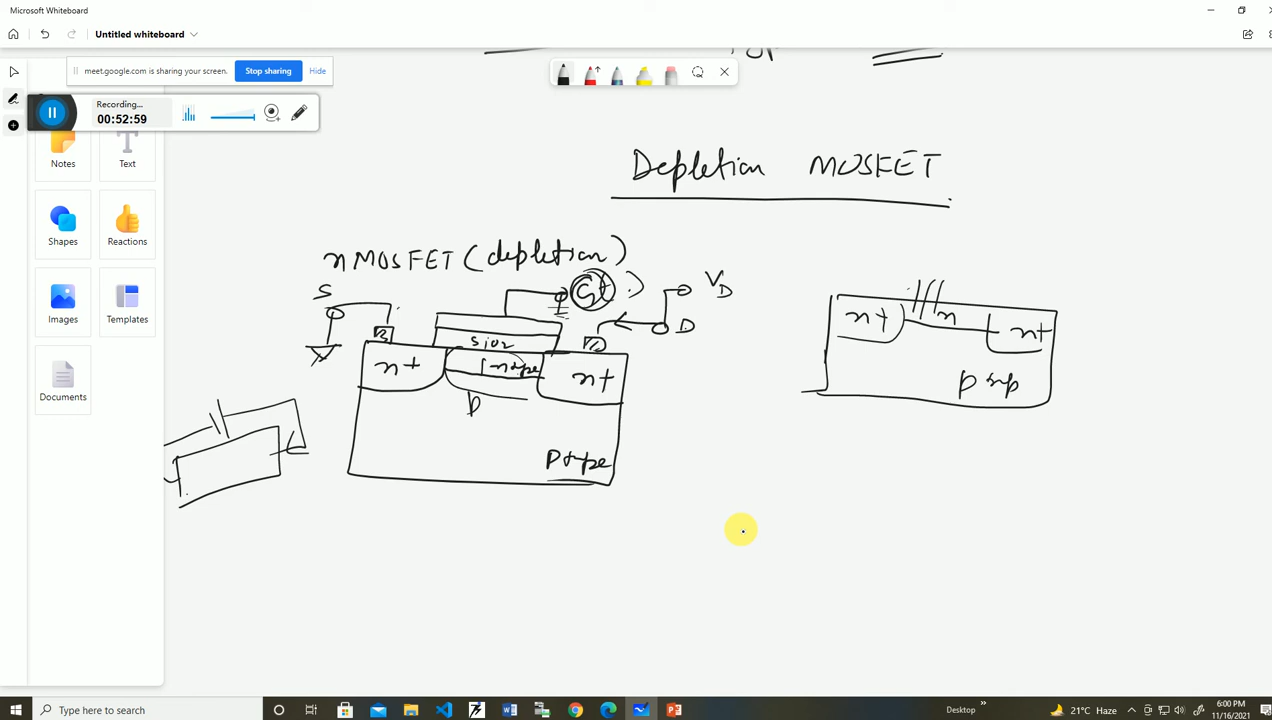 Microsoft Whiteboard
Untitled whiteboard
meet.google.com is sharing your screen.
Stop sharing
Hide
Recording...
00:52:59
Notes
Text
Shapes
Reactions
Images
Templates
Documents
Depletion MOSFET
nMOSFET (depletion)
S
G
VD
D
SiO2
n+
n type
n+
p
P type
n+
n
n+
p
Type here to search
Desktop
21°C Haze
6:00 PM
11/16/2021